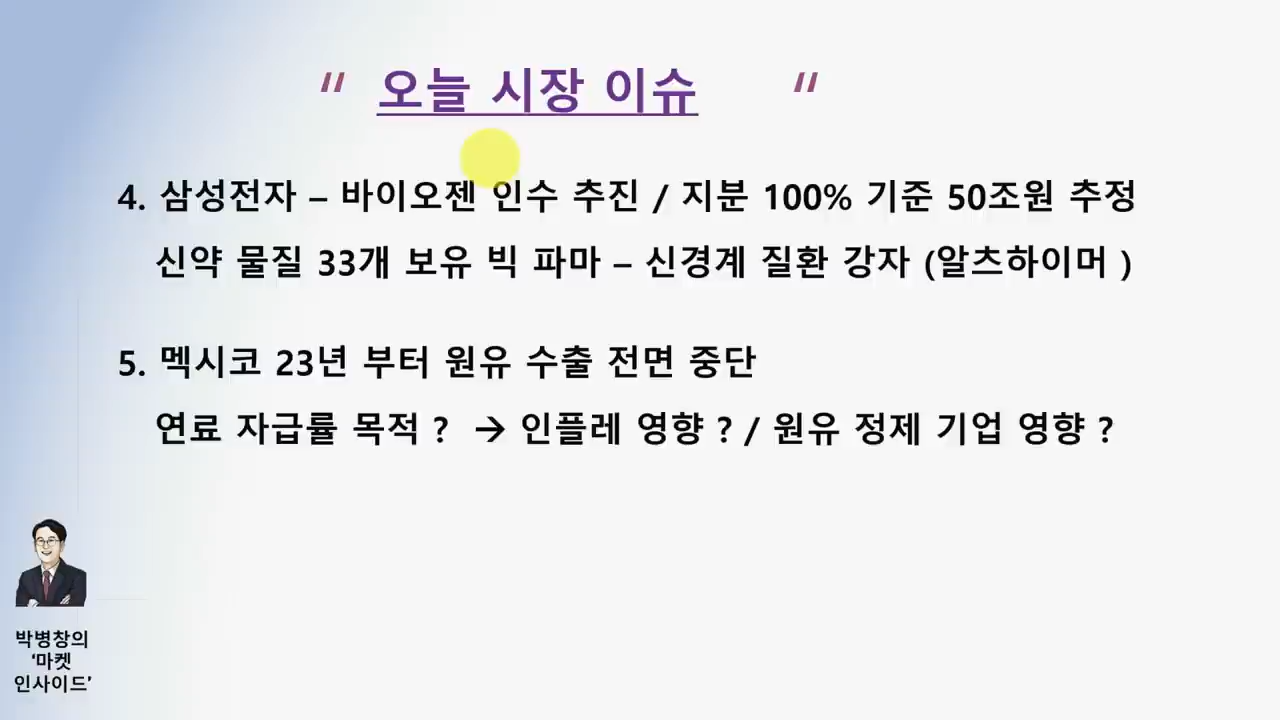 " 오늘 시장 이슈 "
4. 삼성전자 – 바이오젠 인수 추진 / 지분 100% 기준 50조원 추정
신약 물질 33개 보유 빅 파마 – 신경계 질환 강자 (알츠하이머 )
5. 멕시코 23년 부터 원유 수출 전면 중단
연료 자급률 목적 ? → 인플레 영향 ? / 원유 정제 기업 영향 ?
박병창의
‘마켓
인사이드’